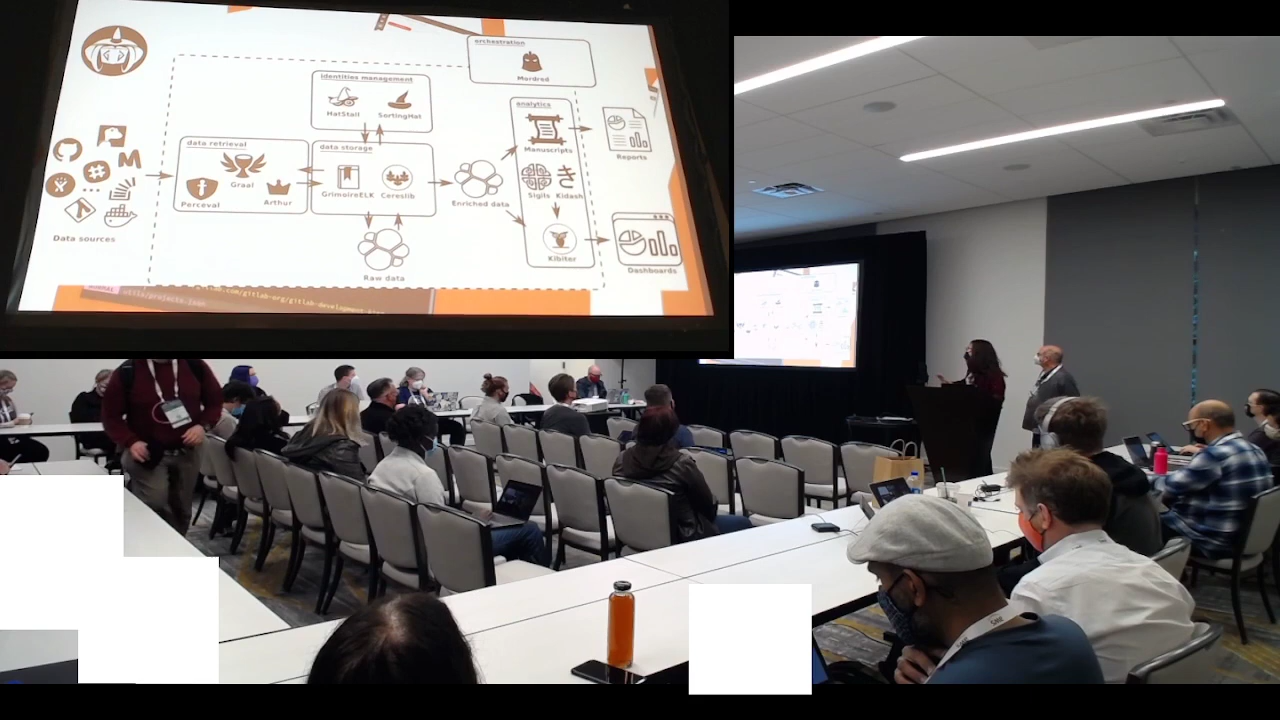 orchestration
Mordred
identities management
HatStall
SortingHat
analytics
Manuscripts
Reports
data retrieval
data storage
Graal
GrimoireELK
Cereslib
Perceval
Arthur
Enriched data
Sigils
Kidash
Data sources
Kibiter
Raw data
Dashboards